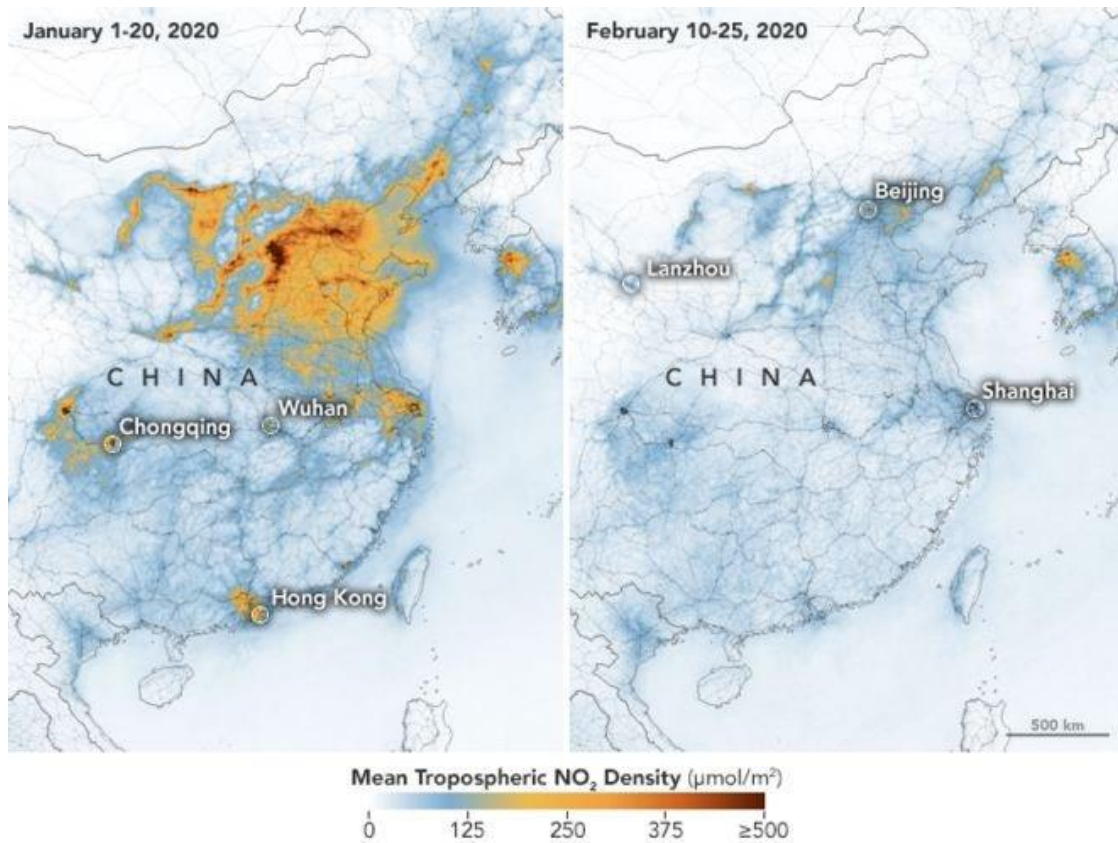 January 1-20, 2020
February 10-25, 2020
Beijing
Lanzhou
C H I N A
C H I N A
Shanghai
Wuhan
Chongqing
Hong Kong
500 km
Mean Tropospheric NO₂ Density (μmol/m²)
0 125 250 375 ≥500